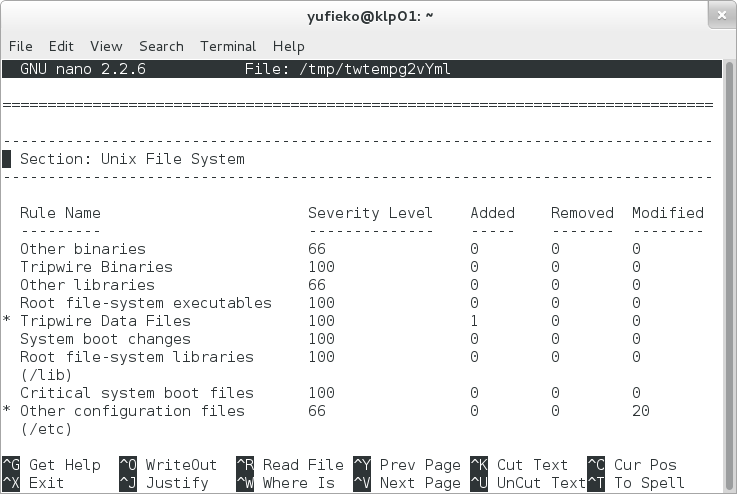 yufieko@klp01: ~
×
File Edit View Search Terminal Help
GNU nano 2.2.6 File: /tmp/twtempg2vYml
===============================================================================
-------------------------------------------------------------------------------
Section: Unix File System
-------------------------------------------------------------------------------
Rule Name Severity Level Added Removed Modified
--------- -------------- ----- ------- --------
Other binaries 66 0 0 0
Tripwire Binaries 100 0 0 0
Other libraries 66 0 0 0
Root file-system executables 100 0 0 0
* Tripwire Data Files 100 1 0 0
System boot changes 100 0 0 0
Root file-system libraries 100 0 0 0
(/lib)
Critical system boot files 100 0 0 0
* Other configuration files 66 0 0 20
(/etc)
^G Get Help ^O WriteOut ^R Read File ^Y Prev Page ^K Cut Text ^C Cur Pos
^X Exit ^J Justify ^W Where Is ^V Next Page ^U UnCut Text ^T To Spell